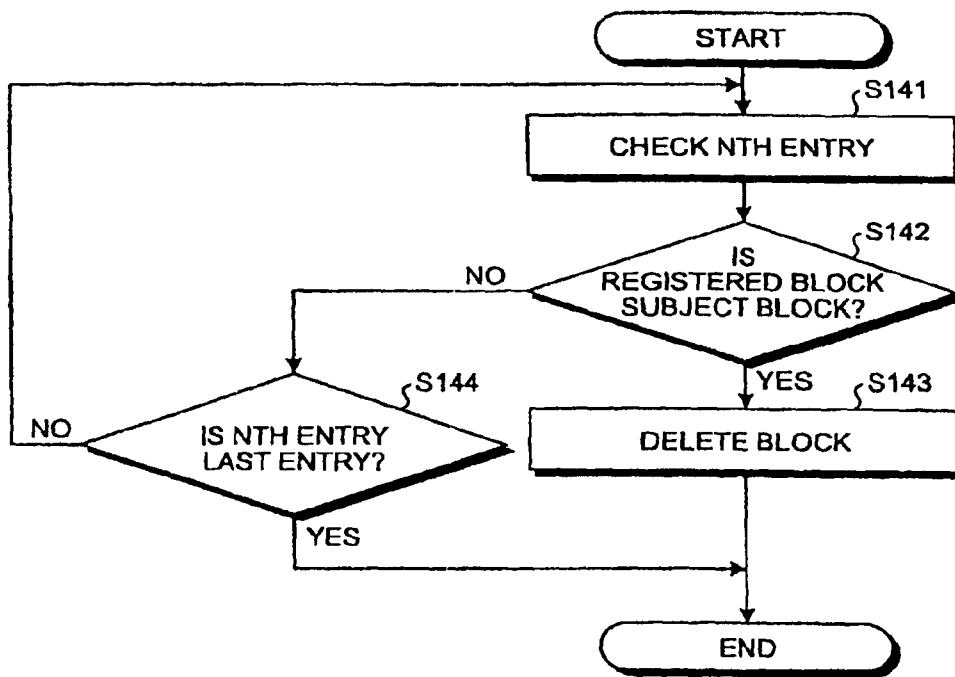 START
S141
CHECK NTH ENTRY
S142
IS
REGISTERED BLOCK
SUBJECT BLOCK?
NO
YES
S143
DELETE BLOCK
S144
IS NTH ENTRY
LAST ENTRY?
NO
YES
END